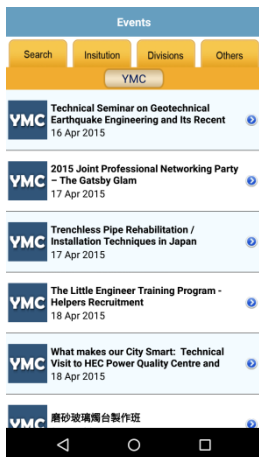 Events
Search
Insitution
Divisions
Others
YMC
YMC
Technical Seminar on Geotechnical
Earthquake Engineering and Its Recent
16 Apr 2015
YMC
2015 Joint Professional Networking Party
– The Gatsby Glam
17 Apr 2015
YMC
Trenchless Pipe Rehabilitation /
Installation Techniques in Japan
17 Apr 2015
YMC
The Little Engineer Training Program -
Helpers Recruitment
18 Apr 2015
YMC
What makes our City Smart: Technical
Visit to HEC Power Quality Centre and
18 Apr 2015
YMC
磨砂玻璃燭台製作班